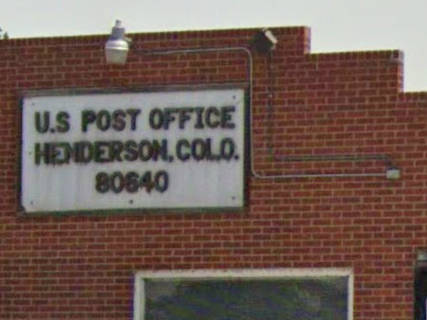 U.S POST OFFICE
HENDERSON, COLO.
80640